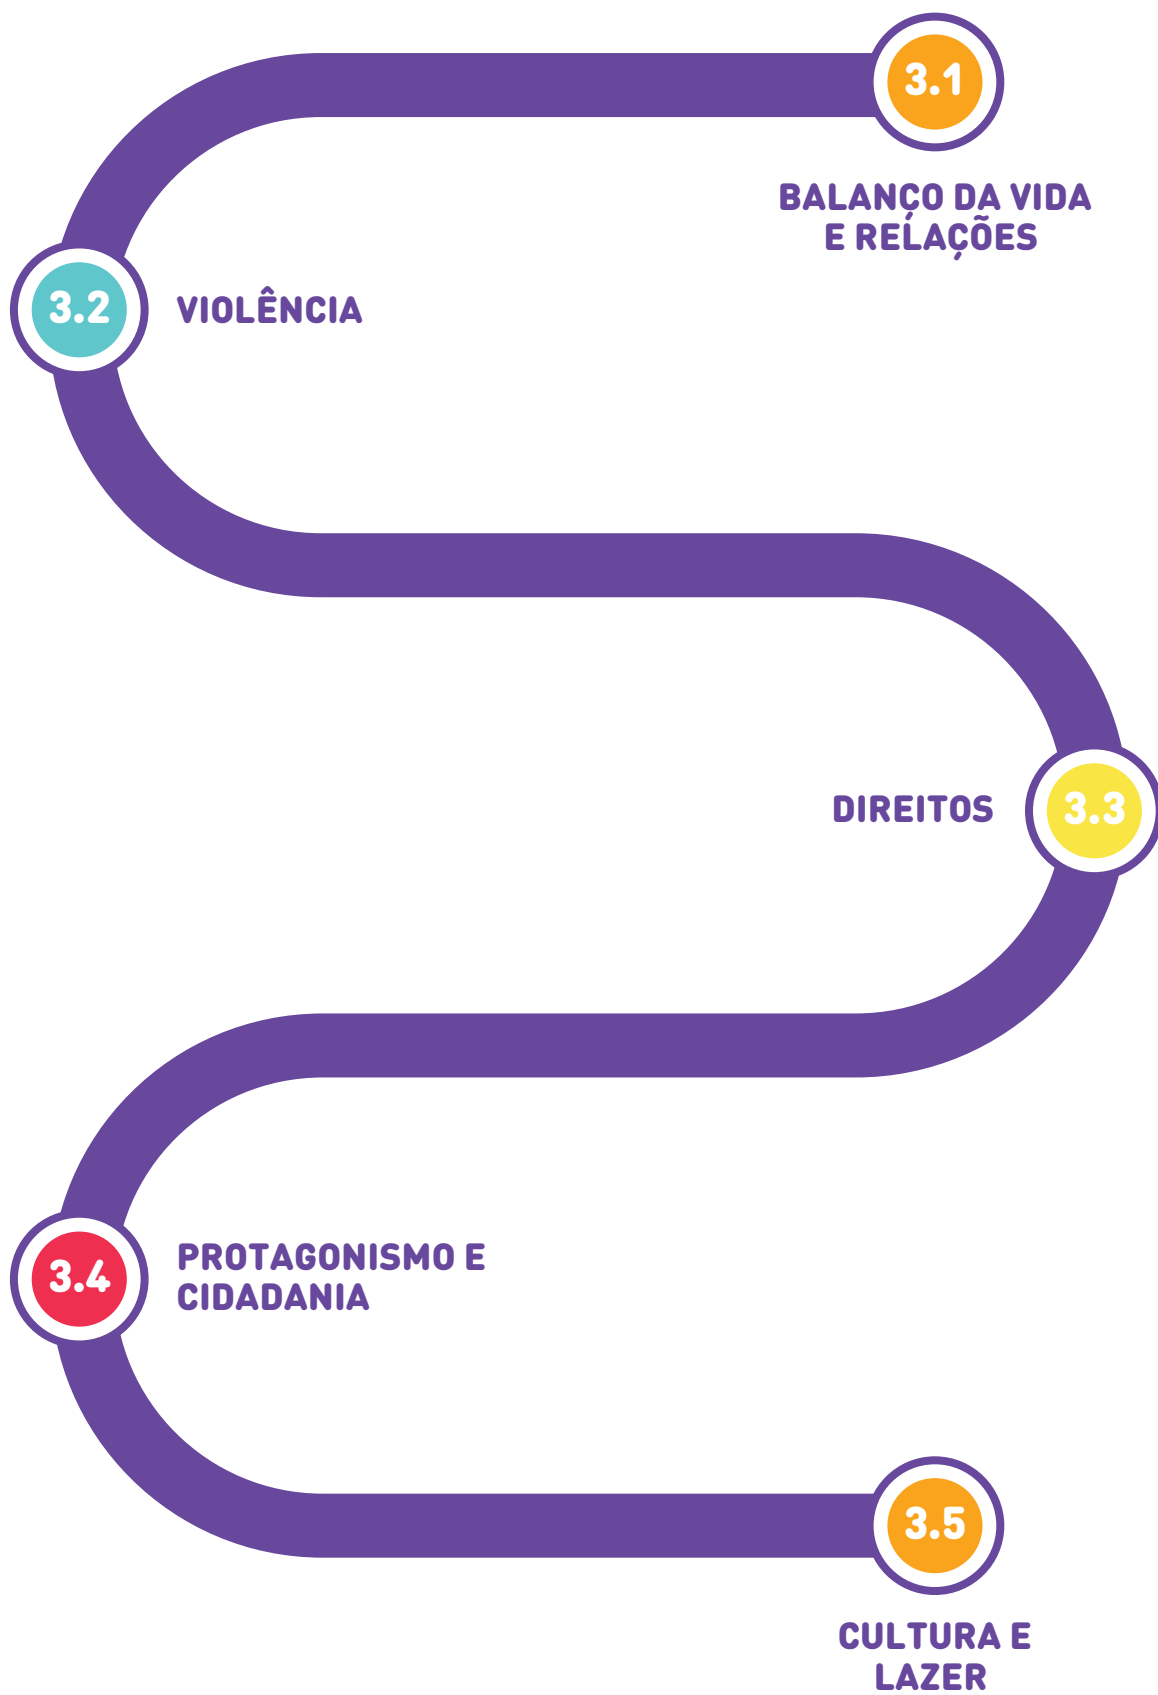 3.1
BALANÇO DA VIDA
E RELAÇÕES
3.2
VIOLÊNCIA
DIREITOS
3.3
3.4
PROTAGONISMO E
CIDADANIA
3.5
CULTURA E
LAZER